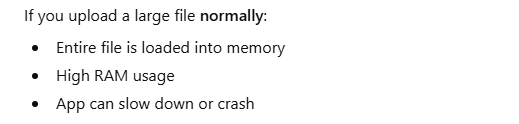 If you upload a large file normally:
• Entire file is loaded into memory
• High RAM usage
• App can slow down or crash